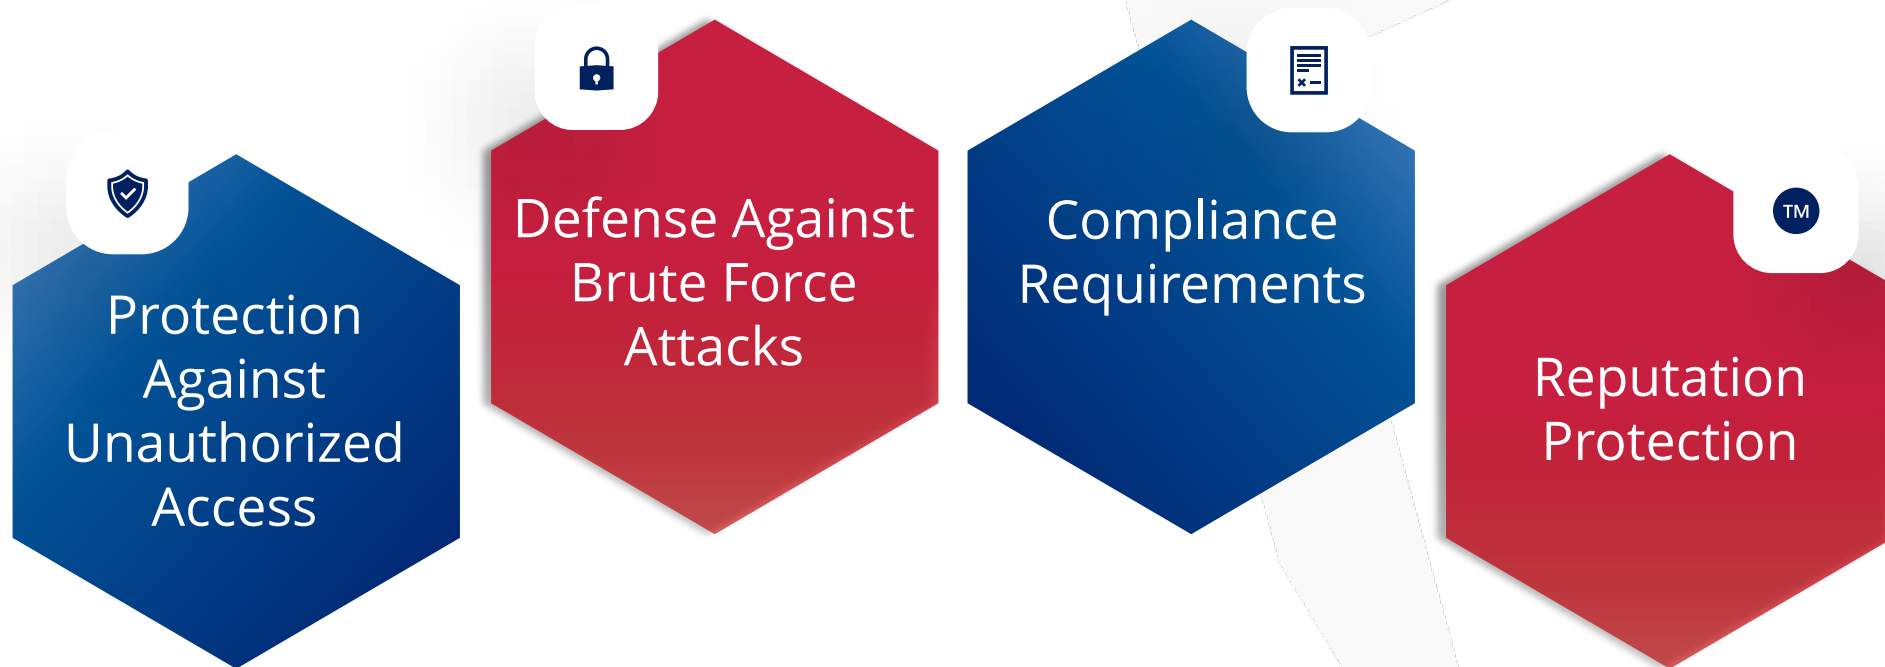 Protection
Against
Unauthorized
Access
Defense Against
Brute Force
Attacks
Compliance
Requirements
TM
Reputation
Protection